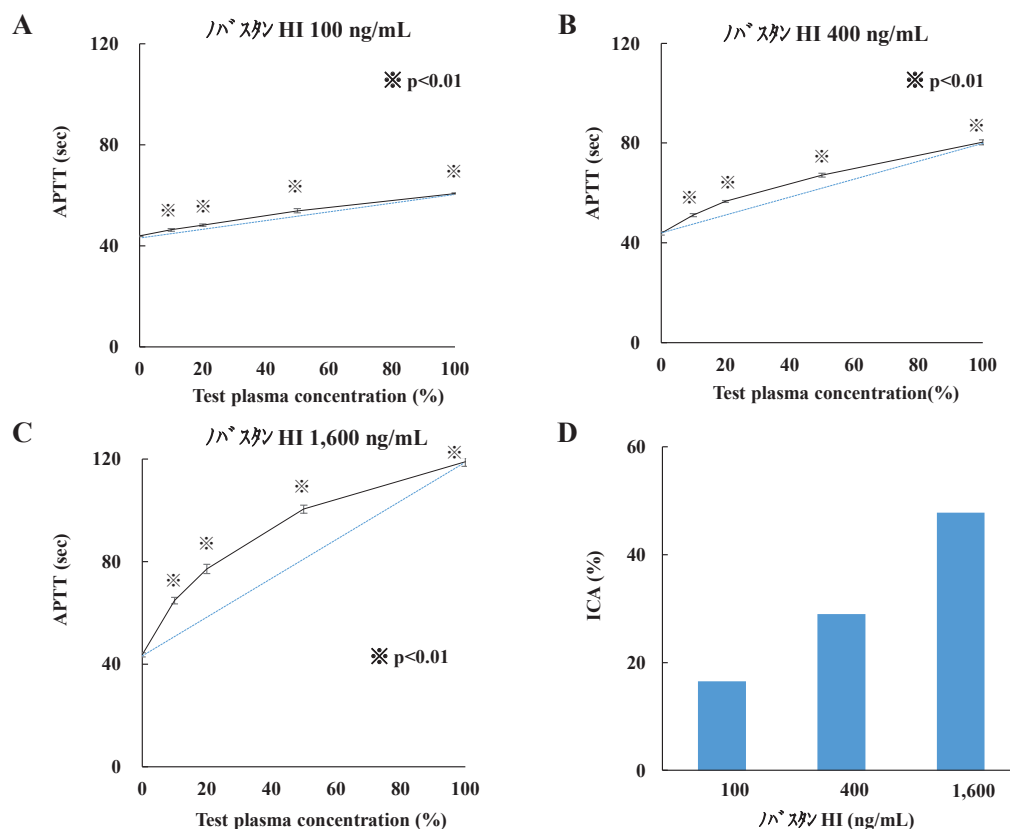 A
ノバスタン HI 100 ng/mL
※ p<0.01
APTT (sec)
120
80
40
0
※
※
※
※
0 20 40 60 80 100
Test plasma concentration (%)
B
ノバスタン HI 400 ng/mL
※ p<0.01
APTT (sec)
120
80
40
0
※
※
※
※
0 20 40 60 80 100
Test plasma concentration(%)
C
ノバスタン HI 1,600 ng/mL
※ p<0.01
APTT (sec)
120
80
40
0
※
※
※
※
0 20 40 60 80 100
Test plasma concentration (%)
D
ICA (%)
60
40
20
0
100 400 1,600
ノバスタン HI (ng/mL)